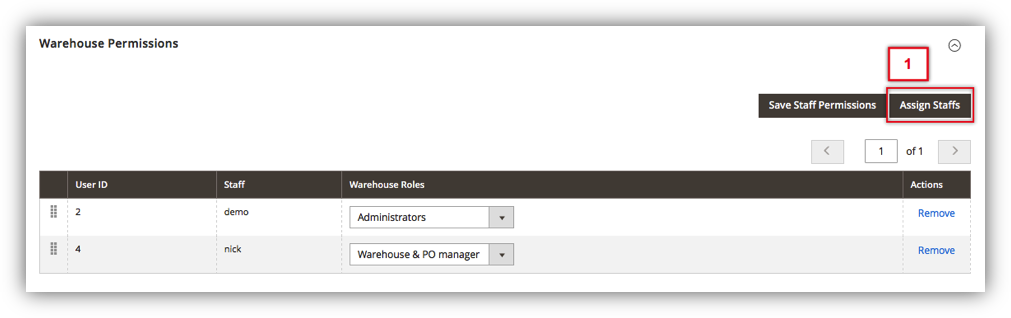 Warehouse Permissions
1
Save Staff Permissions Assign Staffs
1 of 1
User ID Staff Warehouse Roles Actions
2 demo Administrators Remove
4 nick Warehouse & PO manager Remove